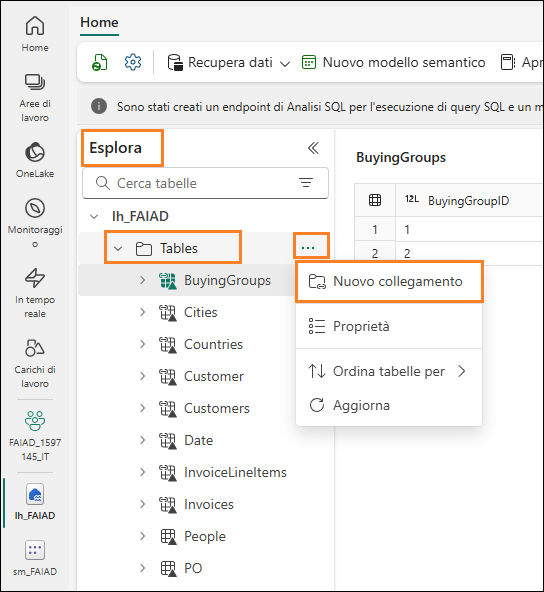 Home
Aree di
lavoro
OneLake
Monitoraggi
o
In tempo
reale
Carichi di
lavoro
FAIAD_1597
145_IT
lh_FAIAD
sm_FAIAD
Home
Recupera dati
Nuovo modello semantico
Apr
Sono stati creati un endpoint di Analisi SQL per l'esecuzione di query SQL e un m
Esplora
Cerca tabelle
lh_FAIAD
Tables
BuyingGroups
Cities
Countries
Customer
Customers
Date
InvoiceLineItems
Invoices
People
PO
BuyingGroups
12L BuyingGroupID
1 1
2 2
Nuovo collegamento
Proprietà
Ordina tabelle per
Aggiorna